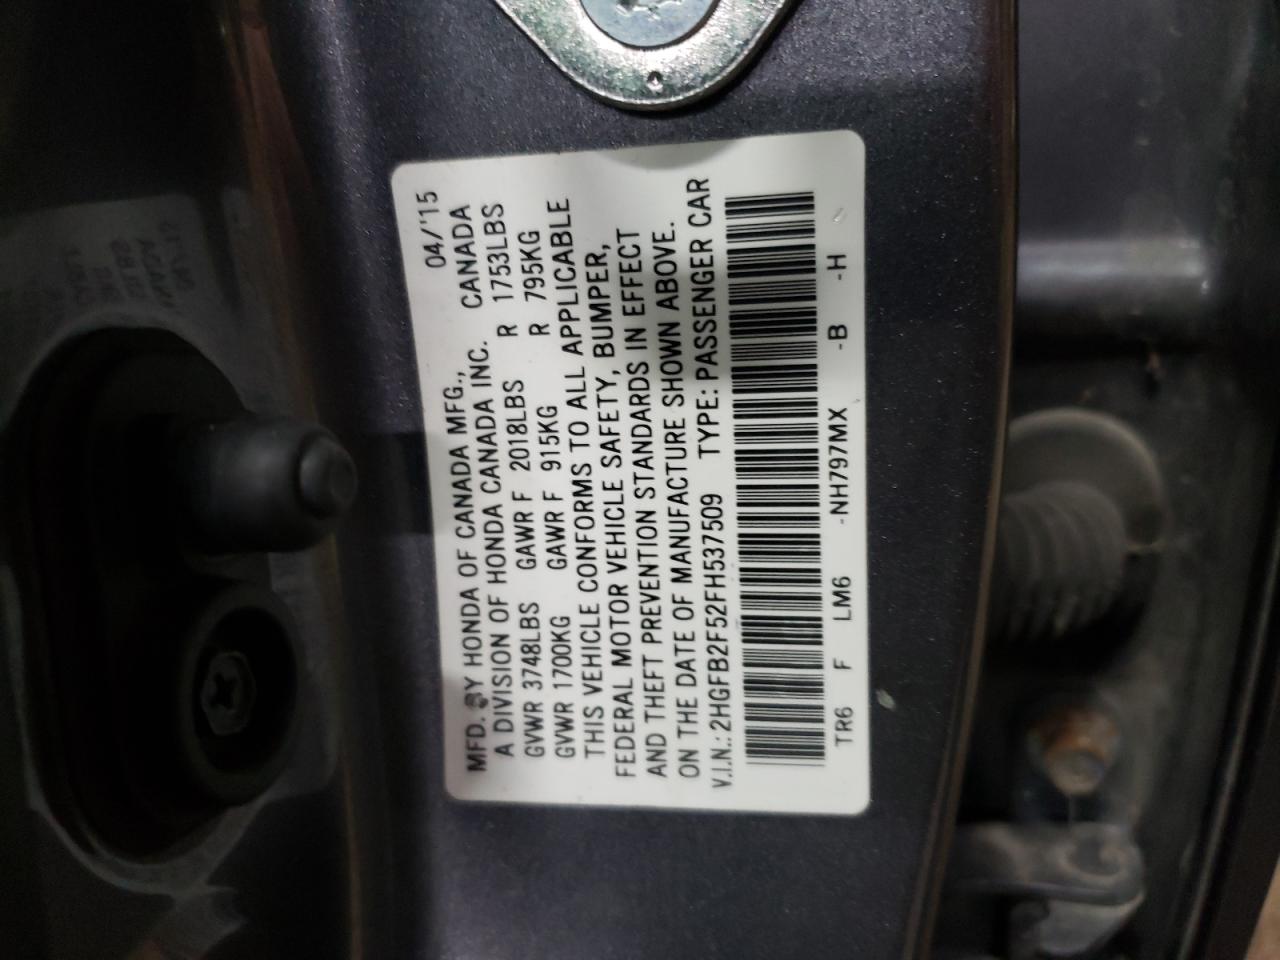 04/'15
MFD. BY HONDA OF CANADA MFG.,
A DIVISION OF HONDA CANADA INC. CANADA
GVWR 3748LBS GAWR F 2018LBS R 1753LBS
GVWR 1700KG GAWR F 915KG R 795KG
THIS VEHICLE CONFORMS TO ALL APPLICABLE
FEDERAL MOTOR VEHICLE SAFETY, BUMPER,
AND THEFT PREVENTION STANDARDS IN EFFECT
ON THE DATE OF MANUFACTURE SHOWN ABOVE.
V.I.N.: 2HGFB2F52FH537509 TYPE: PASSENGER CAR
TR6 F LM6 -NH797MX -B -H